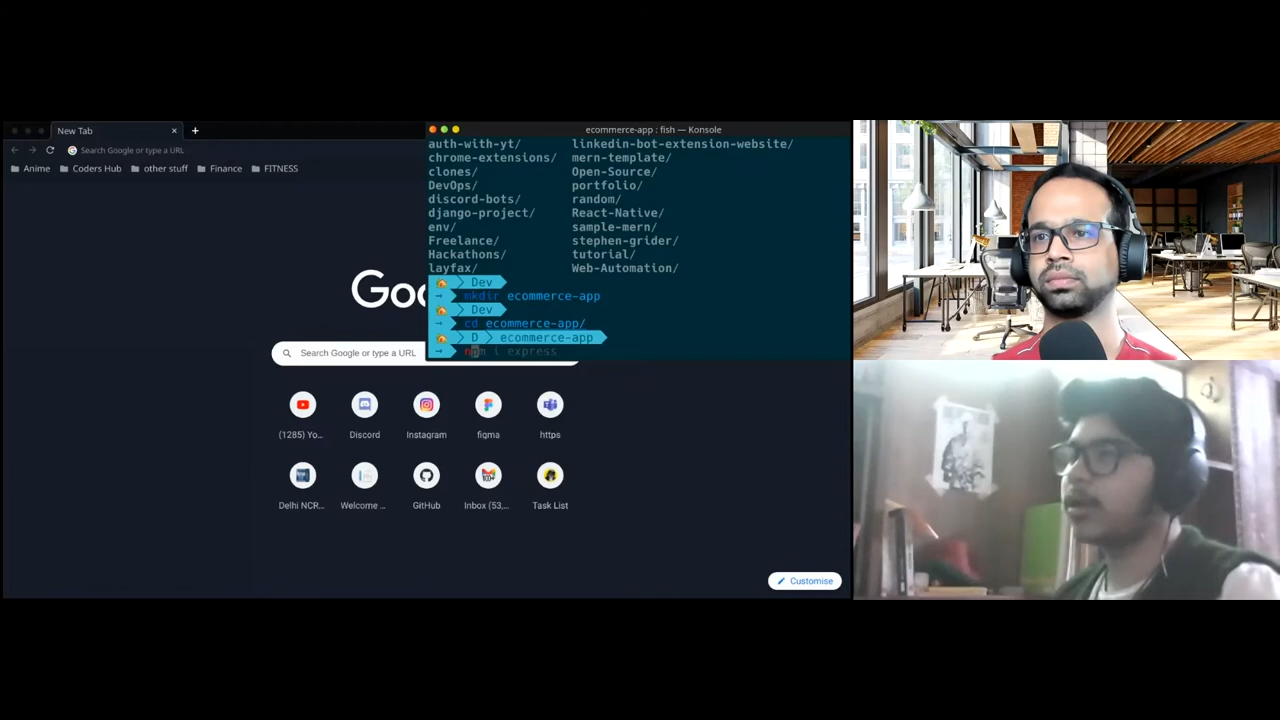 New Tab
Search Google or type a URL
Anime
Coders Hub
other stuff
Finance
FITNESS
ecommerce-app : fish — Konsole
auth-with-yt/ linkedin-bot-extension-website/
chrome-extensions/ mern-template/
clones/ Open-Source/
DevOps/ portfolio/
discord-bots/ random/
django-project/ React-Native/
env/ sample-mern/
Freelance/ stephen-grider/
Hackathons/ tutorial/
layfax/ Web-Automation/
Dev
→ mkdir ecommerce-app
Dev
→ cd ecommerce-app/
D ecommerce-app
→ npm i express
Goo
Search Google or type a URL
(1285) Yo...
Discord
Instagram
figma
https
Delhi NCR...
Welcome ...
GitHub
Inbox (53,...
Task List
Customise